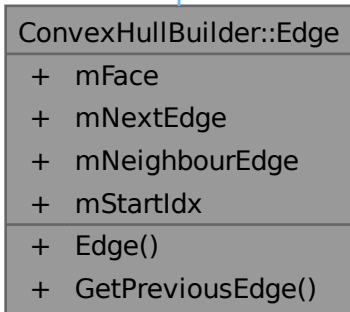 ConvexHullBuilder::Edge
+ mFace
+ mNextEdge
+ mNeighbourEdge
+ mStartIdx
+ Edge()
+ GetPreviousEdge()